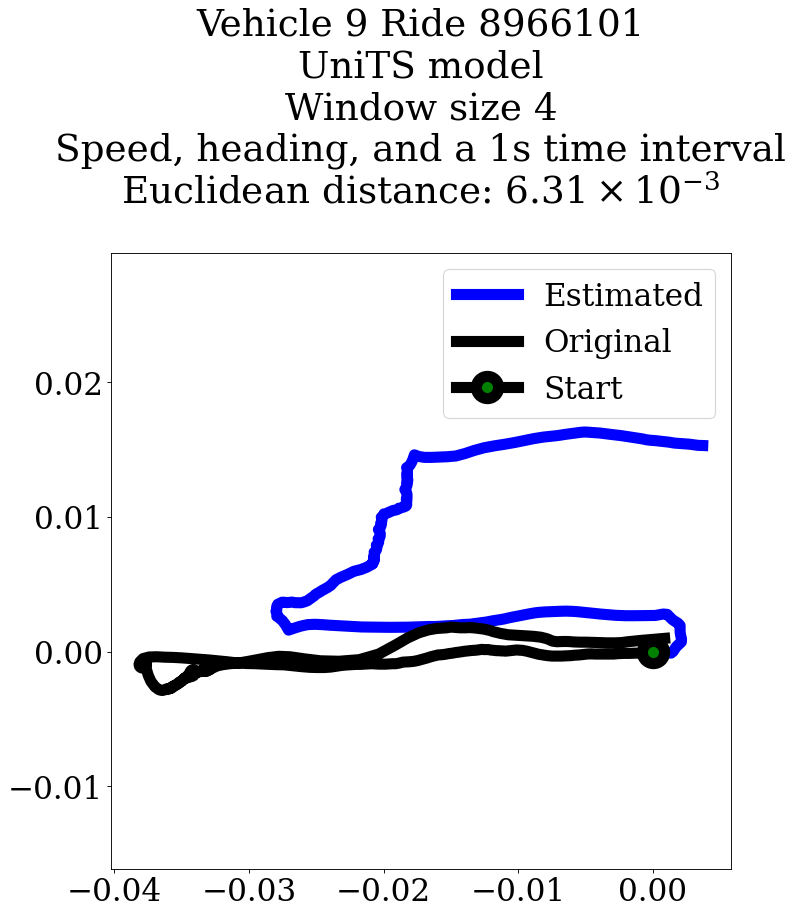 Vehicle 9 Ride 8966101
UniTS model
Window size 4
Speed, heading, and a 1s time interval
Euclidean distance: 6.31 × 10⁻³
Estimated
Original
Start
0.02
0.01
0.00
−0.01
−0.04
−0.03
−0.02
−0.01
0.00